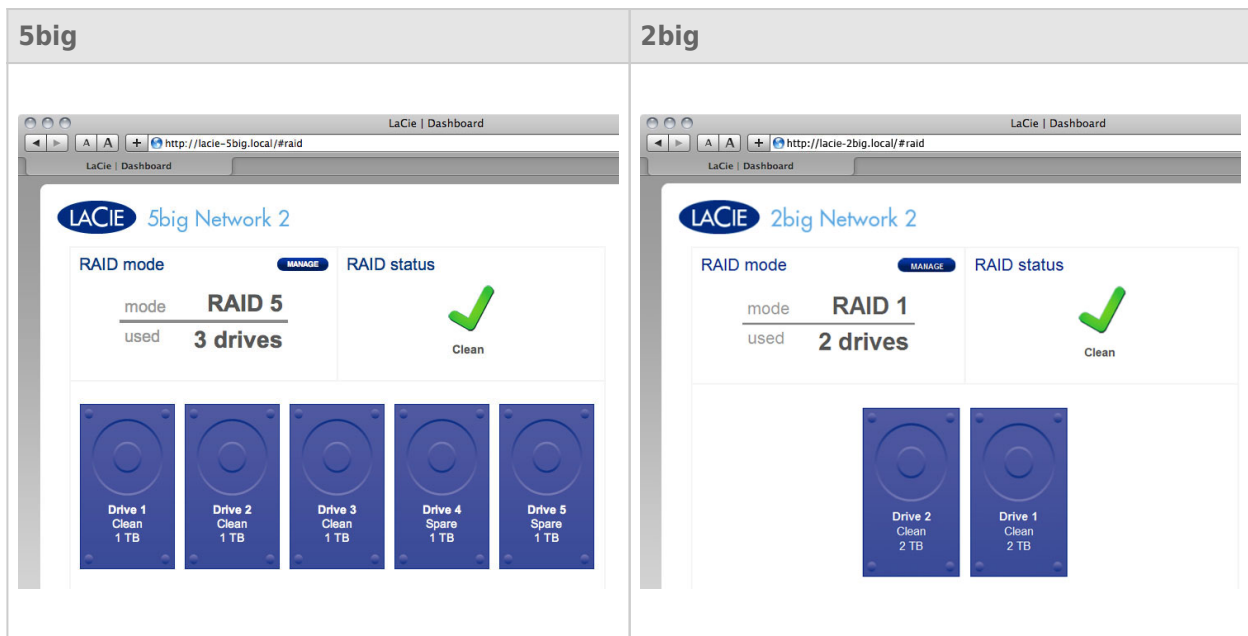 5big
2big
LaCie | Dashboard
A A + http://lacie-5big.local/#raid
LaCie | Dashboard
LACIE 5big Network 2
RAID mode MANAGE RAID status
mode RAID 5
used 3 drives
Clean
Drive 1 Drive 2 Drive 3 Drive 4 Drive 5
Clean Clean Clean Spare Spare
1 TB 1 TB 1 TB 1 TB 1 TB
LaCie | Dashboard
A A + http://lacie-2big.local/#raid
LaCie | Dashboard
LACIE 2big Network 2
RAID mode MANAGE RAID status
mode RAID 1
used 2 drives
Clean
Drive 2 Drive 1
Clean Clean
2 TB 2 TB